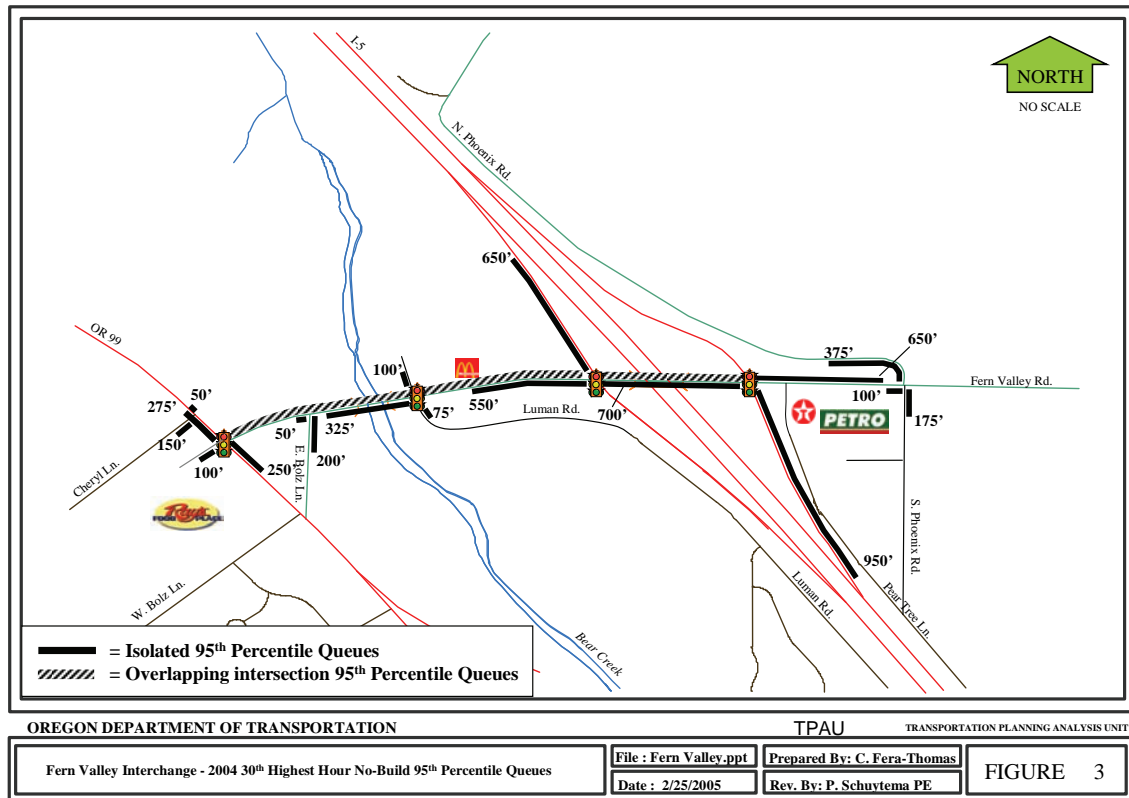 I-5
NORTH
NO SCALE
N. Phoenix Rd.
650'
OR 99
100'
375'
650'
Fern Valley Rd.
50'
275'
150'
100'
250'
50'
325'
200'
75'
550'
Luman Rd.
700'
100'
175'
PETRO
Cheryl Ln.
E. Bolz Ln.
Ray's
FOOD PLACE
S. Phoenix Rd.
950'
W. Bolz Ln.
Luman Rd.
Pear Tree Ln.
Bear Creek
= Isolated 95th Percentile Queues
= Overlapping intersection 95th Percentile Queues
OREGON DEPARTMENT OF TRANSPORTATION
TPAU
TRANSPORTATION PLANNING ANALYSIS UNIT
Fern Valley Interchange - 2004 30th Highest Hour No-Build 95th Percentile Queues
File : Fern Valley.ppt
Prepared By: C. Fera-Thomas
FIGURE 3
Date : 2/25/2005
Rev. By: P. Schuytema PE